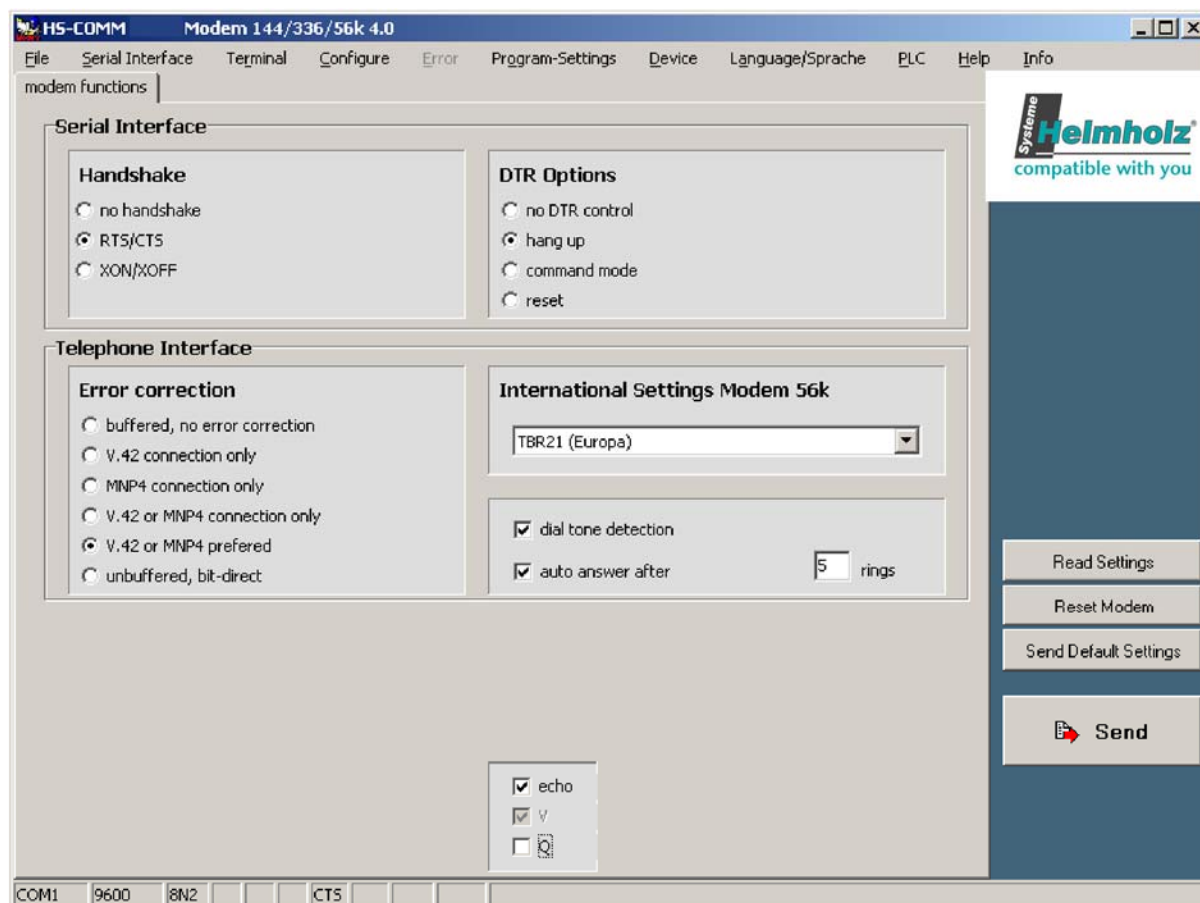 HS-COMM Modem 144/336/56k 4.0
File Serial Interface Terminal Configure Error Program-Settings Device Language/Sprache PLC Help Info
modem functions
Systeme Helmholz®
compatible with you
Serial Interface
Handshake
no handshake
RTS/CTS
XON/XOFF
DTR Options
no DTR control
hang up
command mode
reset
Telephone Interface
Error correction
buffered, no error correction
V.42 connection only
MNP4 connection only
V.42 or MNP4 connection only
V.42 or MNP4 prefered
unbuffered, bit-direct
International Settings Modem 56k
TBR21 (Europa)
dial tone detection
auto answer after 5 rings
Read Settings
Reset Modem
Send Default Settings
Send
echo
V
Q
COM1 9600 8N2 CTS